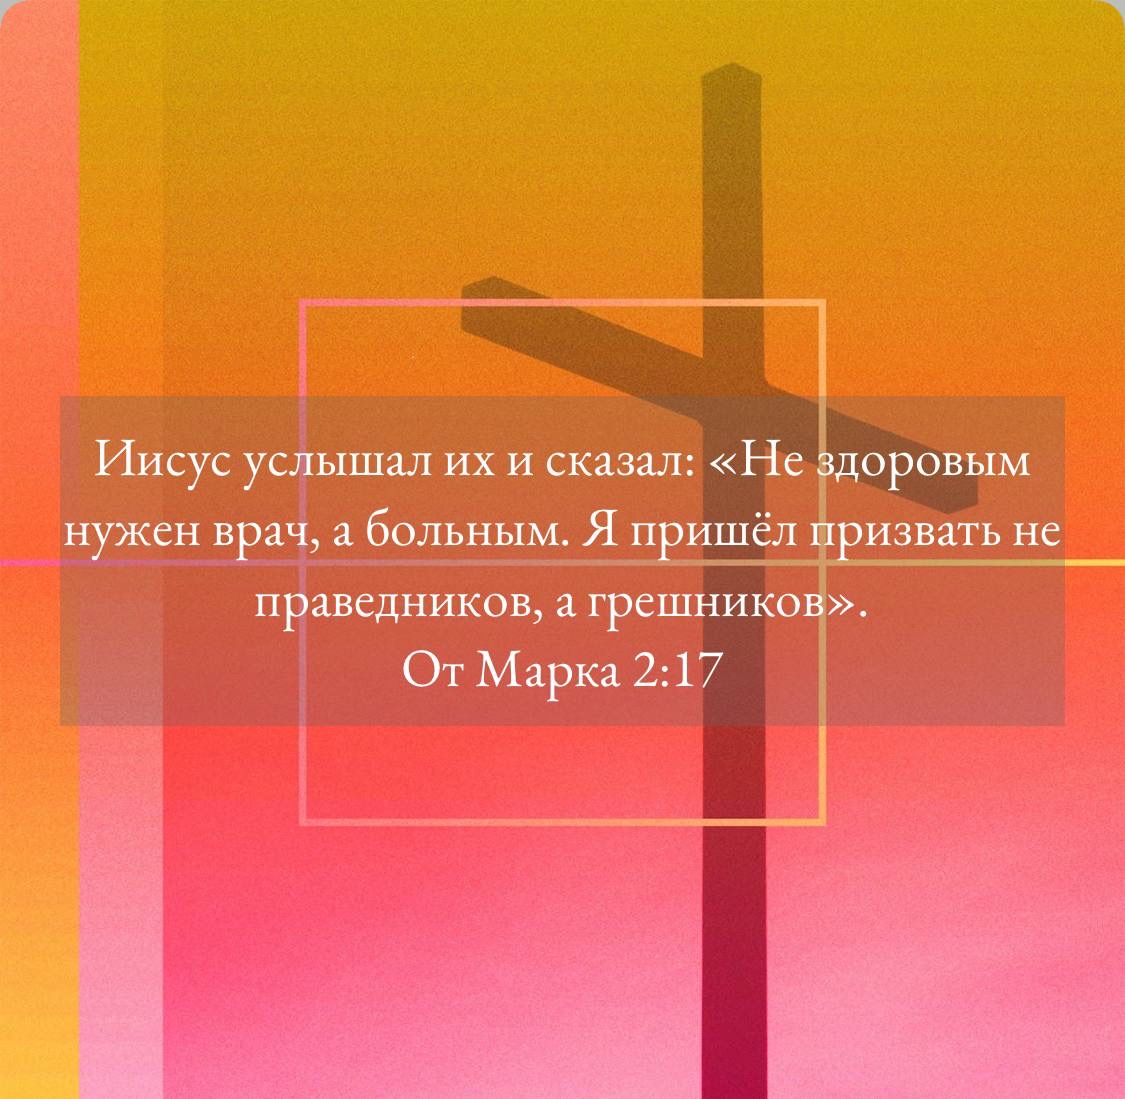 Иисус услышал их и сказал: «Не здоровым
нужен врач, а больным. Я пришёл призвать не
праведников, а грешников».
От Марка 2:17